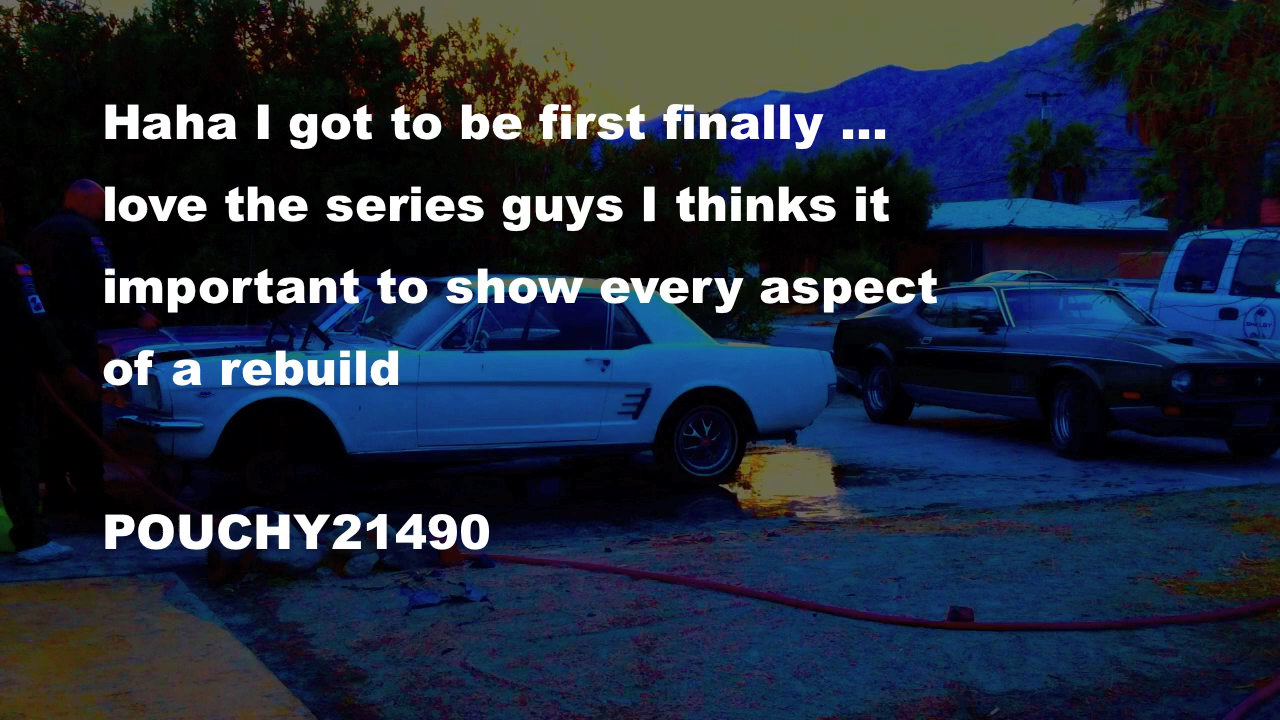 Haha I got to be first finally ...
love the series guys I thinks it
important to show every aspect
of a rebuild
POUCHY21490
SHELBY